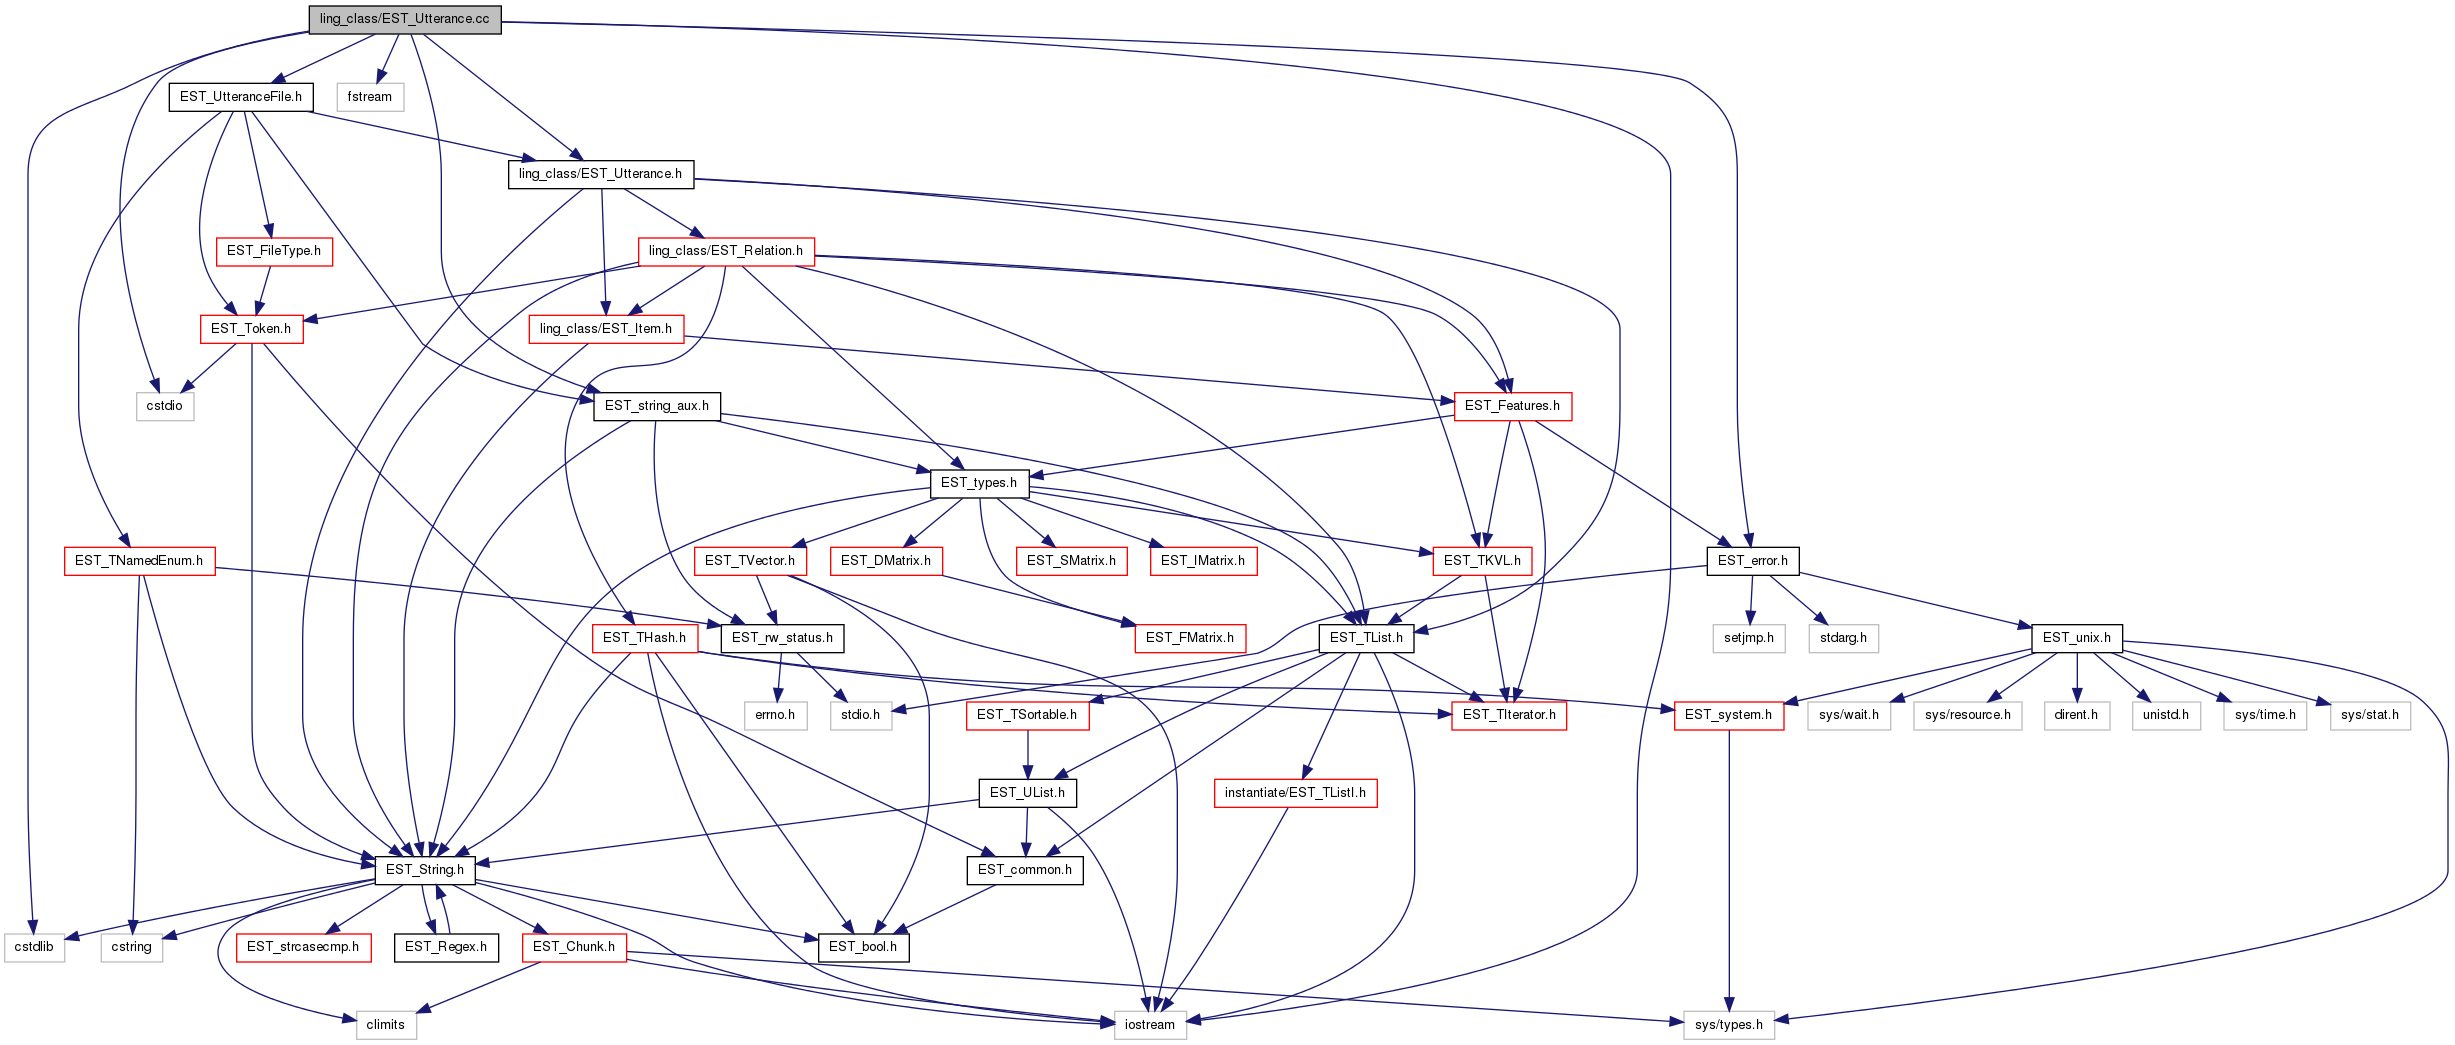 ling_class/EST_Utterance.cc
EST_UtteranceFile.h
fstream
ling_class/EST_Utterance.h
EST_FileType.h
ling_class/EST_Relation.h
EST_Token.h
ling_class/EST_Item.h
cstdio
EST_string_aux.h
EST_Features.h
EST_types.h
EST_TNamedEnum.h
EST_TVector.h
EST_DMatrix.h
EST_SMatrix.h
EST_IMatrix.h
EST_TKVL.h
EST_error.h
EST_THash.h
EST_rw_status.h
EST_FMatrix.h
EST_TList.h
setjmp.h
stdarg.h
EST_unix.h
errno.h
stdio.h
EST_TSortable.h
EST_TIterator.h
EST_system.h
sys/wait.h
sys/resource.h
dirent.h
unistd.h
sys/time.h
sys/stat.h
EST_UList.h
instantiate/EST_TListI.h
EST_String.h
EST_common.h
cstdlib
cstring
EST_strcasecmp.h
EST_Regex.h
EST_Chunk.h
EST_bool.h
climits
iostream
sys/types.h